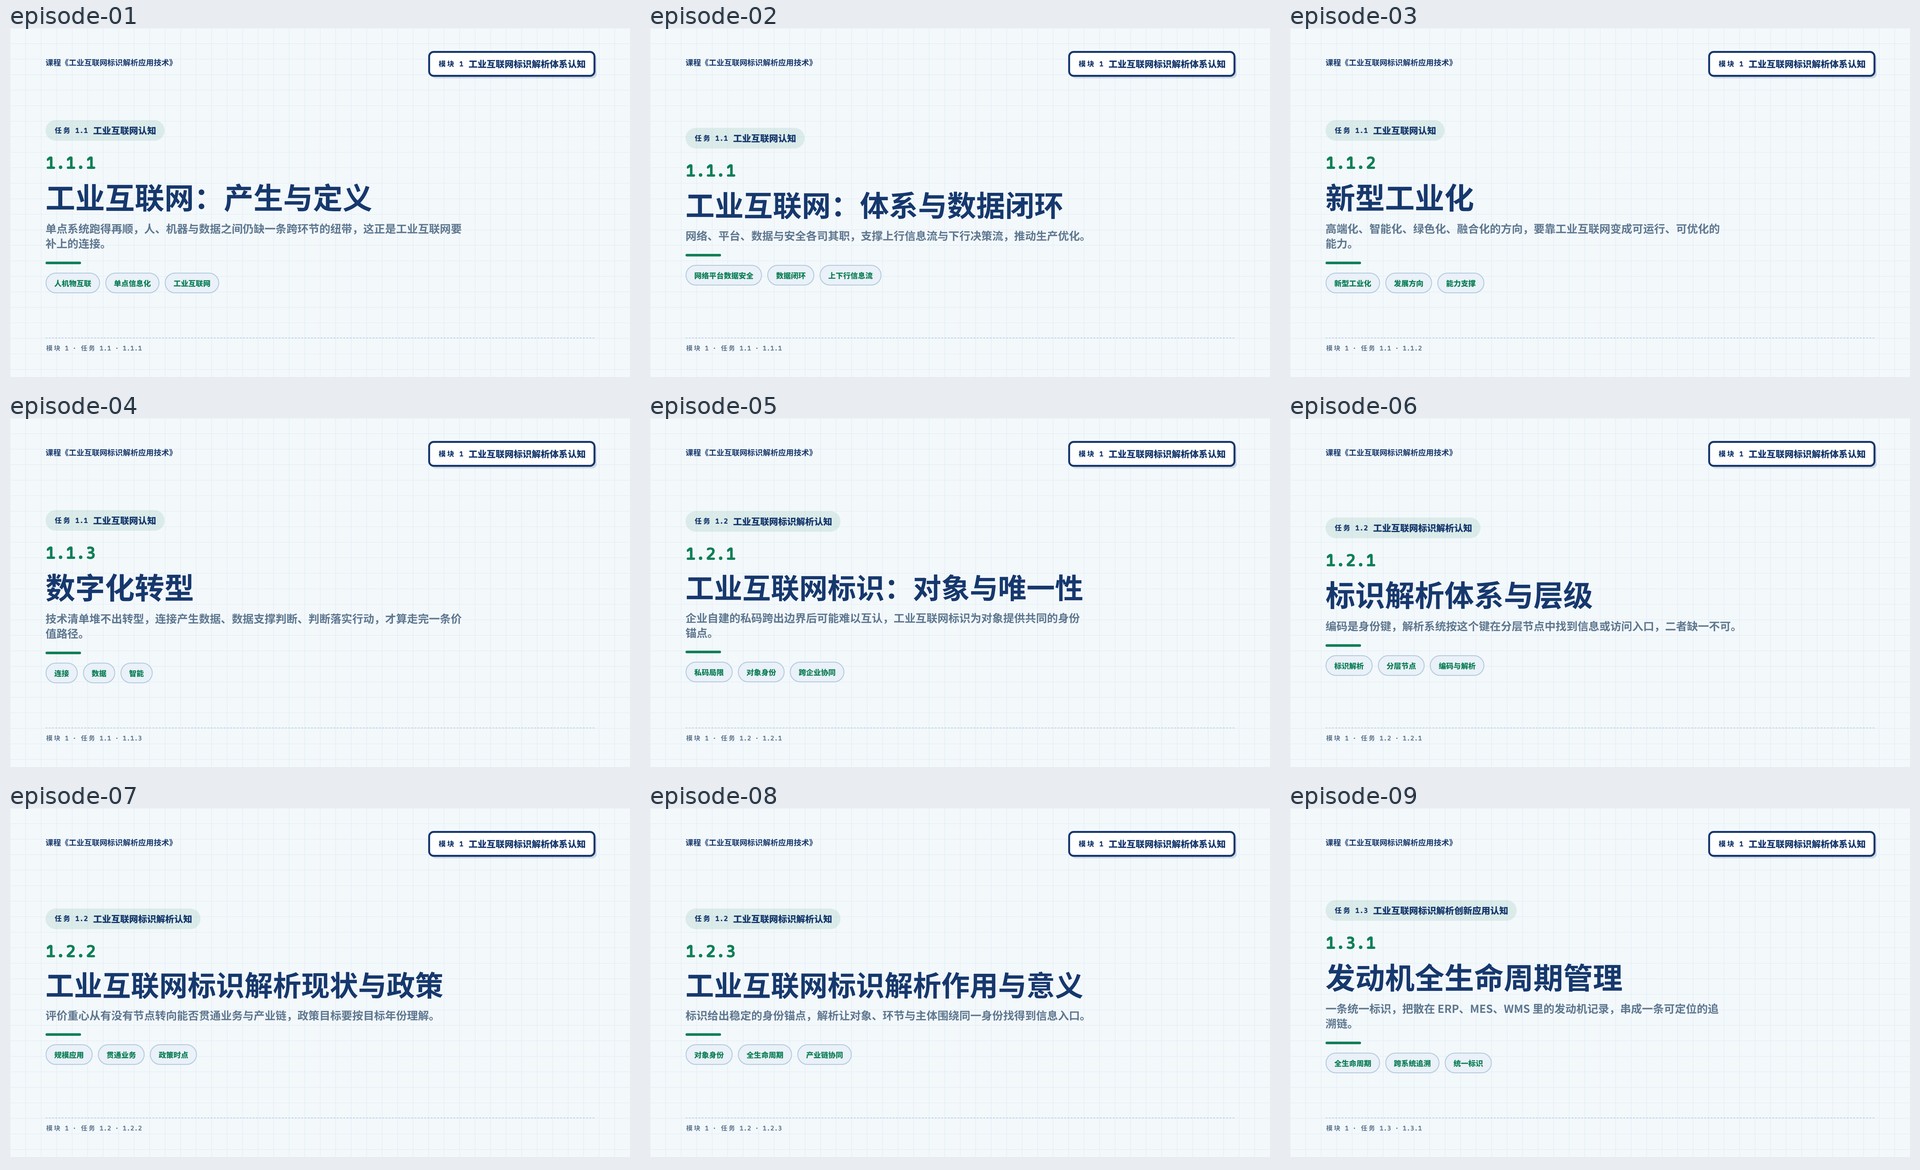 episode-01
课程《工业互联网标识解析应用技术》
模块 1 工业互联网标识解析体系认知
任务 1.1 工业互联网认知
1.1.1
工业互联网：产生与定义
单点系统跑得再顺，人、机器与数据之间仍缺一条跨环节的纽带，这正是工业互联网要
补上的连接。
人机物互联
单点信息化
工业互联网
模块 1 · 任务 1.1 · 1.1.1
episode-02
课程《工业互联网标识解析应用技术》
模块 1 工业互联网标识解析体系认知
任务 1.1 工业互联网认知
1.1.1
工业互联网：体系与数据闭环
网络、平台、数据与安全各司其职，支撑上行信息流与下行决策流，推动生产优化。
网络平台数据安全
数据闭环
上下行信息流
模块 1 · 任务 1.1 · 1.1.1
episode-03
课程《工业互联网标识解析应用技术》
模块 1 工业互联网标识解析体系认知
任务 1.1 工业互联网认知
1.1.2
新型工业化
高端化、智能化、绿色化、融合化的方向，要靠工业互联网变成可运行、可优化的
能力。
新型工业化
发展方向
能力支撑
模块 1 · 任务 1.1 · 1.1.2
episode-04
课程《工业互联网标识解析应用技术》
模块 1 工业互联网标识解析体系认知
任务 1.1 工业互联网认知
1.1.3
数字化转型
技术清单堆不出转型，连接产生数据、数据支撑判断、判断落实行动，才算走完一条价
值路径。
连接
数据
智能
模块 1 · 任务 1.1 · 1.1.3
episode-05
课程《工业互联网标识解析应用技术》
模块 1 工业互联网标识解析体系认知
任务 1.2 工业互联网标识解析认知
1.2.1
工业互联网标识：对象与唯一性
企业自建的私码跨出边界后可能难以互认，工业互联网标识为对象提供共同的身份
锚点。
私码局限
对象身份
跨企业协同
模块 1 · 任务 1.2 · 1.2.1
episode-06
课程《工业互联网标识解析应用技术》
模块 1 工业互联网标识解析体系认知
任务 1.2 工业互联网标识解析认知
1.2.1
标识解析体系与层级
编码是身份键，解析系统按这个键在分层节点中找到信息或访问入口，二者缺一不可。
标识解析
分层节点
编码与解析
模块 1 · 任务 1.2 · 1.2.1
episode-07
课程《工业互联网标识解析应用技术》
模块 1 工业互联网标识解析体系认知
任务 1.2 工业互联网标识解析认知
1.2.2
工业互联网标识解析现状与政策
评价重心从有没有节点转向能否贯通业务与产业链，政策目标要按目标年份理解。
规模应用
贯通业务
政策时点
模块 1 · 任务 1.2 · 1.2.2
episode-08
课程《工业互联网标识解析应用技术》
模块 1 工业互联网标识解析体系认知
任务 1.2 工业互联网标识解析认知
1.2.3
工业互联网标识解析作用与意义
标识给出稳定的身份锚点，解析让对象、环节与主体围绕同一身份找得到信息入口。
对象身份
全生命周期
产业链协同
模块 1 · 任务 1.2 · 1.2.3
episode-09
课程《工业互联网标识解析应用技术》
模块 1 工业互联网标识解析体系认知
任务 1.3 工业互联网标识解析创新应用认知
1.3.1
发动机全生命周期管理
一条统一标识，把散在 ERP、MES、WMS 里的发动机记录，串成一条可定位的追
溯链。
全生命周期
跨系统追溯
统一标识
模块 1 · 任务 1.3 · 1.3.1